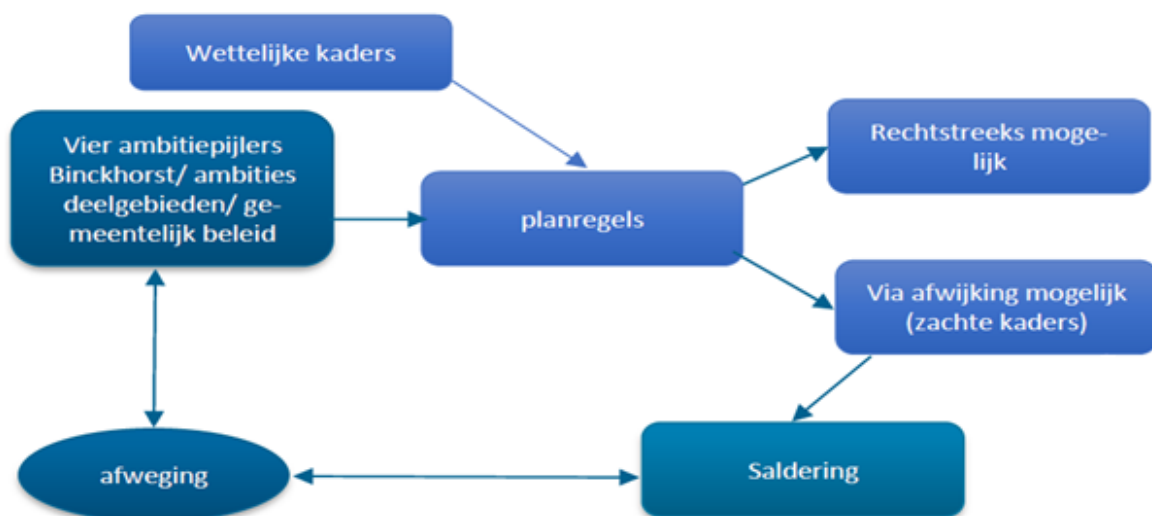 Wettelijke kaders
Vier ambitiepijlers
Binckhorst/ ambities
deelgebieden/ ge-
meentelijk beleid
planregels
Rechtstreeks moge-
lijk
Via afwijking mogelijk
(zachte kaders)
afweging
Saldering